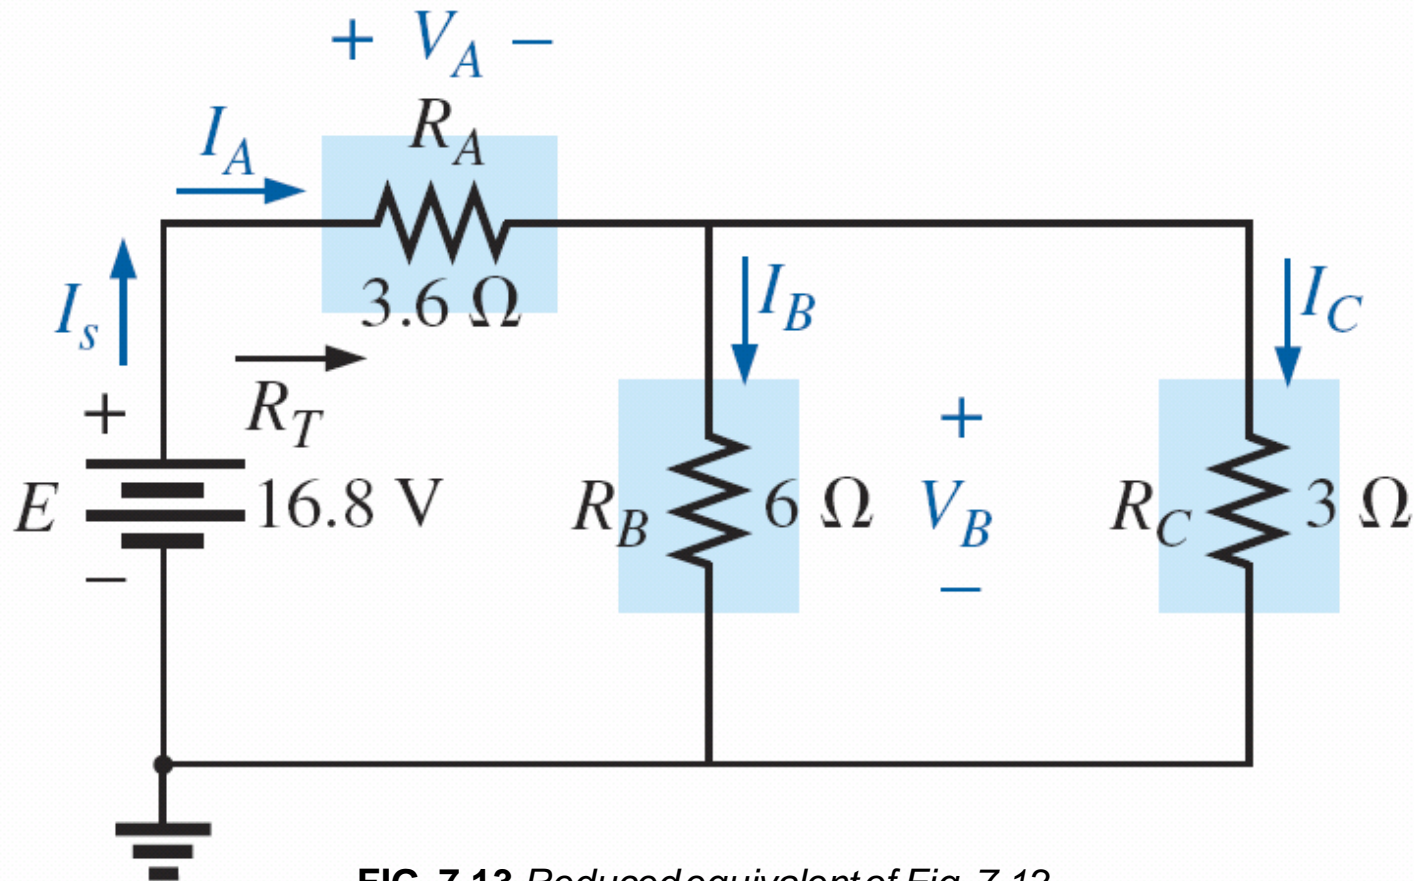 + V_A −
I_A
R_A
3.6 Ω
I_s
R_T
I_B
I_C
+
E
16.8 V
−
R_B
6 Ω
+
V_B
−
R_C
3 Ω
FIG. 7.13 Reduced equivalent of Fig. 7.12